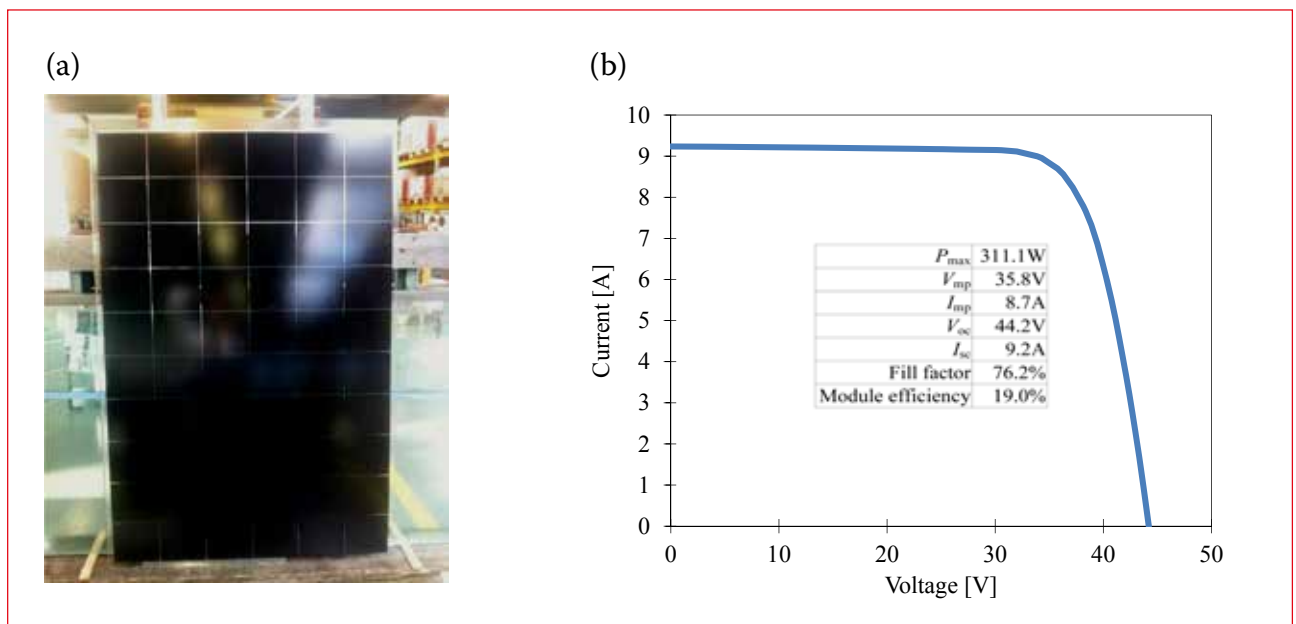 (a)
(b)
10
9
8
7
6
5
4
3
2
1
0
Current [A]
0 10 20 30 40 50
Voltage [V]
Pmax 311.1W
Vmp 35.8V
Imp 8.7A
Voc 44.2V
Isc 9.2A
Fill factor 76.2%
Module efficiency 19.0%